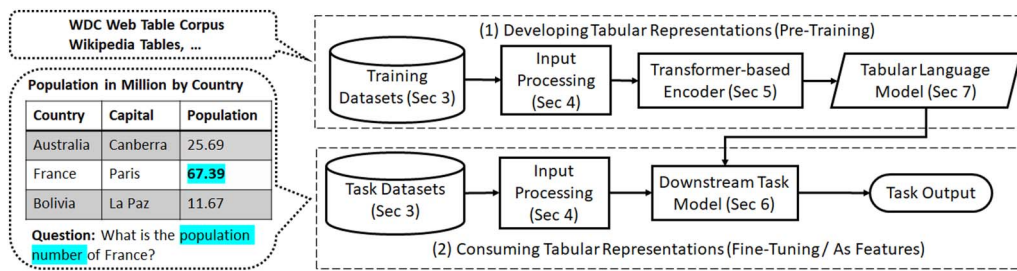 WDC Web Table Corpus
Wikipedia Tables, ...
Population in Million by Country
Country Capital Population
Australia Canberra 25.69
France Paris 67.39
Bolivia La Paz 11.67
Question: What is the population
number of France?
(1) Developing Tabular Representations (Pre-Training)
Training
Datasets (Sec 3)
Input
Processing
(Sec 4)
Transformer-based
Encoder (Sec 5)
Tabular Language
Model (Sec 7)
Task Datasets
(Sec 3)
Input
Processing
(Sec 4)
Downstream Task
Model (Sec 6)
Task Output
(2) Consuming Tabular Representations (Fine-Tuning / As Features)